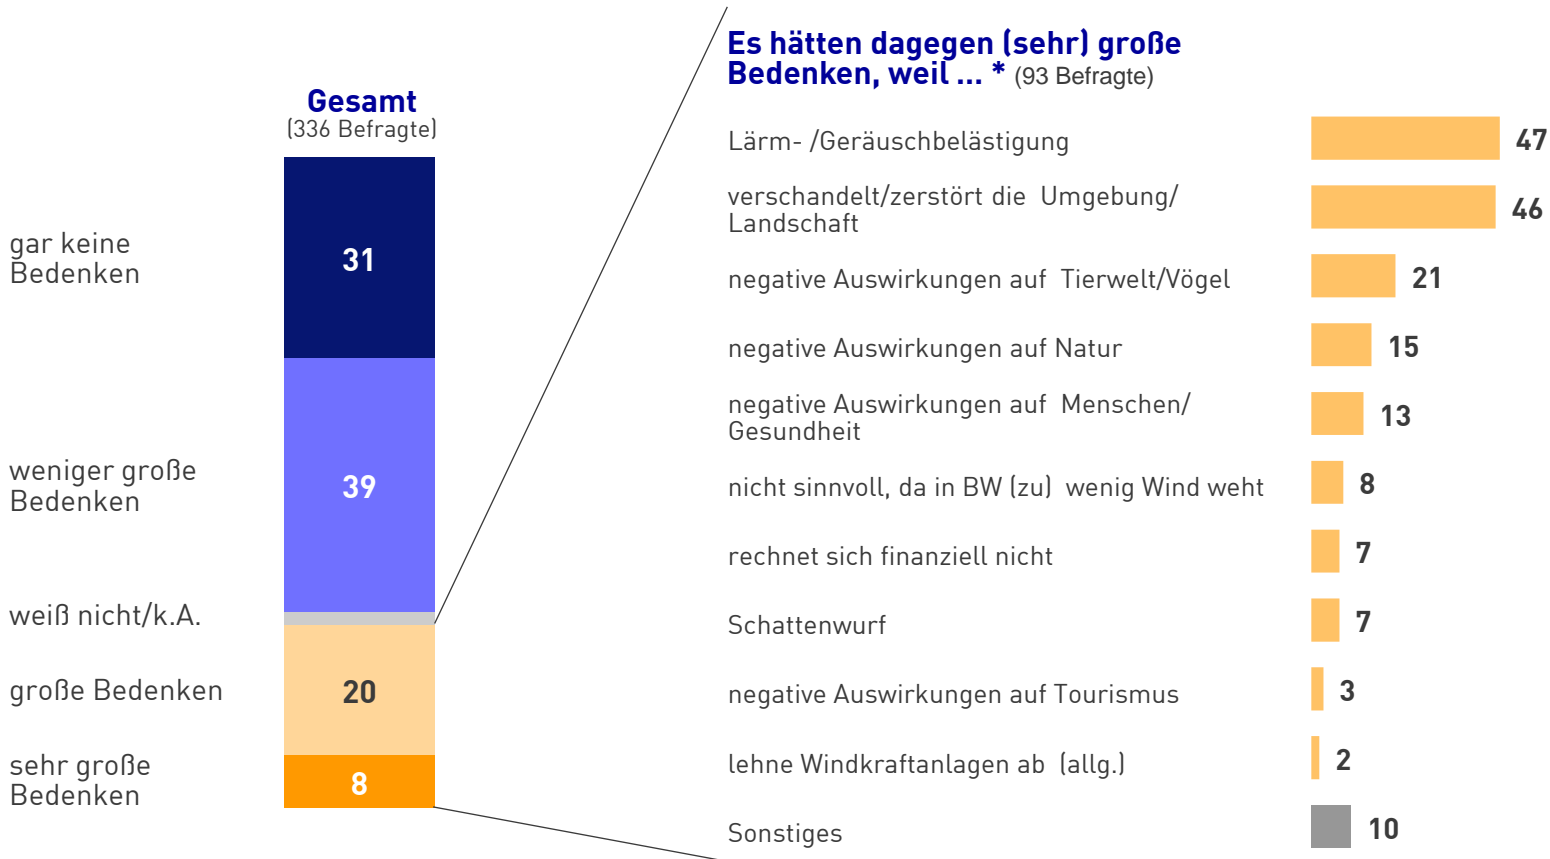 Gesamt
(336 Befragte)
gar keine
Bedenken
31
weniger große
Bedenken
39
weiß nicht/k.A.
große Bedenken
20
sehr große
Bedenken
8
Es hätten dagegen (sehr) große
Bedenken, weil ... * (93 Befragte)
Lärm- /Geräuschbelästigung 47
verschandelt/zerstört die Umgebung/
Landschaft 46
negative Auswirkungen auf Tierwelt/Vögel 21
negative Auswirkungen auf Natur 15
negative Auswirkungen auf Menschen/
Gesundheit 13
nicht sinnvoll, da in BW (zu) wenig Wind weht 8
rechnet sich finanziell nicht 7
Schattenwurf 7
negative Auswirkungen auf Tourismus 3
lehne Windkraftanlagen ab (allg.) 2
Sonstiges 10